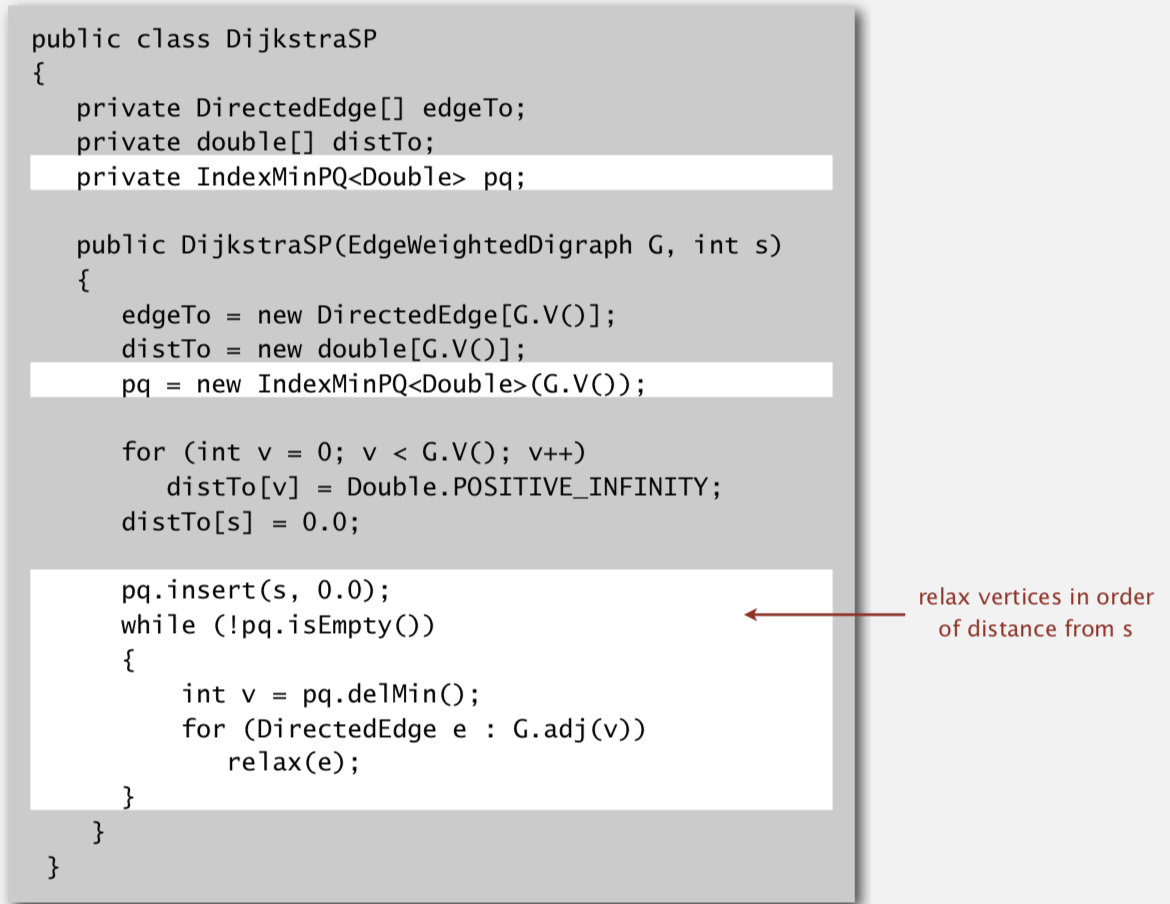 public class DijkstraSP
{
   private DirectedEdge[] edgeTo;
   private double[] distTo;
   private IndexMinPQ<Double> pq;

   public DijkstraSP(EdgeWeightedDigraph G, int s)
   {
      edgeTo = new DirectedEdge[G.V()];
      distTo = new double[G.V()];
      pq = new IndexMinPQ<Double>(G.V());

      for (int v = 0; v < G.V(); v++)
         distTo[v] = Double.POSITIVE_INFINITY;
      distTo[s] = 0.0;

      pq.insert(s, 0.0);
      while (!pq.isEmpty())
      {
          int v = pq.delMin();
          for (DirectedEdge e : G.adj(v))
             relax(e);
      }
    }
 }
relax vertices in order
of distance from s